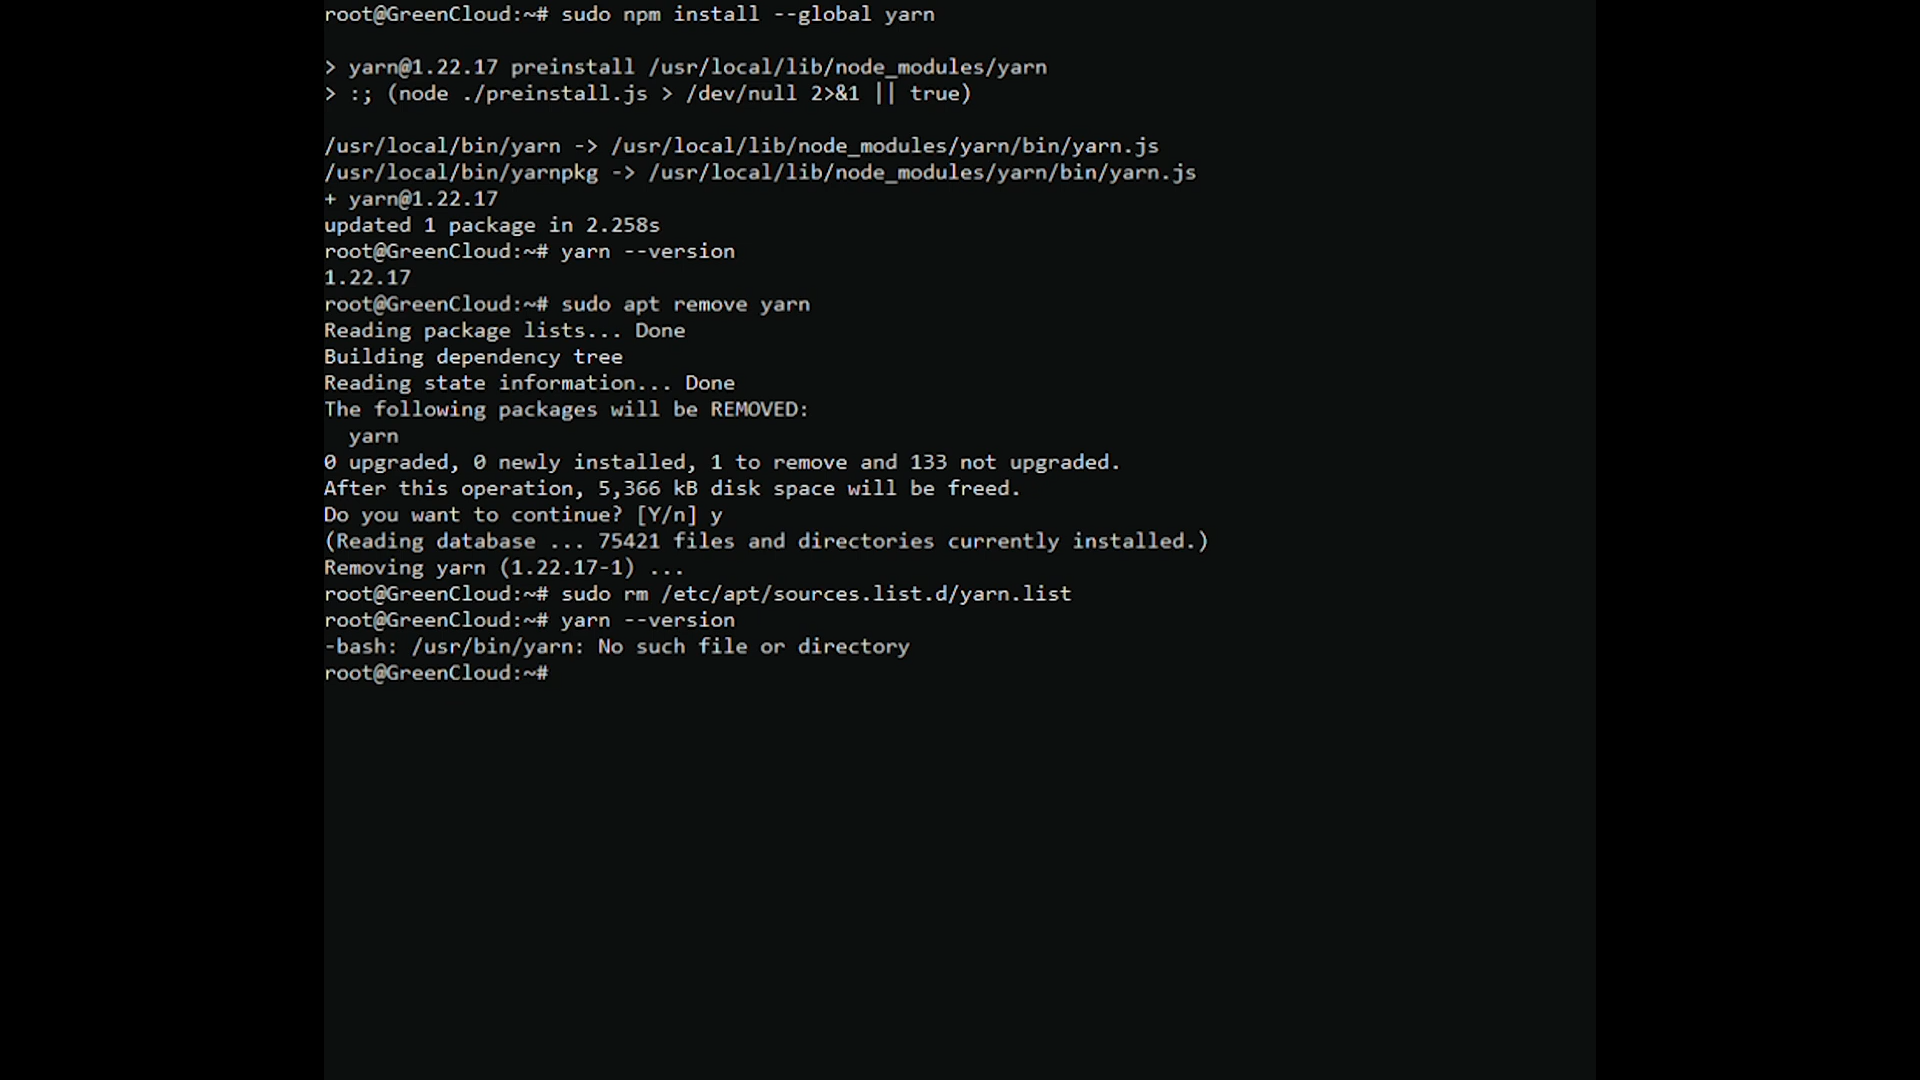 root@GreenCloud:~# sudo npm install --global yarn
> yarn@1.22.17 preinstall /usr/local/lib/node_modules/yarn
> :; (node ./preinstall.js > /dev/null 2>&1 || true)
/usr/local/bin/yarn -> /usr/local/lib/node_modules/yarn/bin/yarn.js
/usr/local/bin/yarnpkg -> /usr/local/lib/node_modules/yarn/bin/yarn.js
+ yarn@1.22.17
updated 1 package in 2.258s
root@GreenCloud:~# yarn --version
1.22.17
root@GreenCloud:~# sudo apt remove yarn
Reading package lists... Done
Building dependency tree
Reading state information... Done
The following packages will be REMOVED:
  yarn
0 upgraded, 0 newly installed, 1 to remove and 133 not upgraded.
After this operation, 5,366 kB disk space will be freed.
Do you want to continue? [Y/n] y
(Reading database ... 75421 files and directories currently installed.)
Removing yarn (1.22.17-1) ...
root@GreenCloud:~# sudo rm /etc/apt/sources.list.d/yarn.list
root@GreenCloud:~# yarn --version
-bash: /usr/bin/yarn: No such file or directory
root@GreenCloud:~#